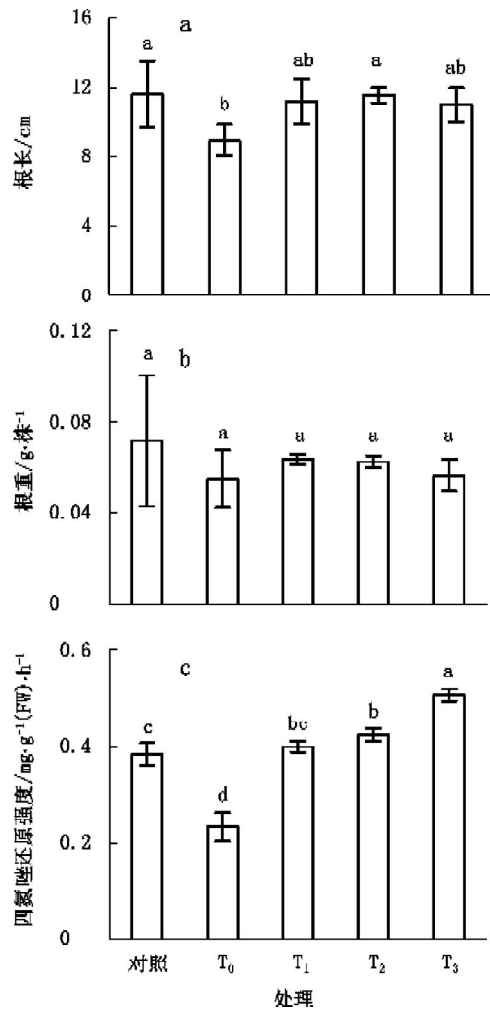 16
12
8
4
0
根长/cm
a
a
b
ab
a
ab
0.12
0.08
0.04
0
根重/g·株⁻¹
b
a
a
a
a
a
0.6
0.4
0.2
0
四氮唑还原强度/mg·g⁻¹(FW)·h⁻¹
c
c
d
bc
b
a
对照 T₀ T₁ T₂ T₃
处理